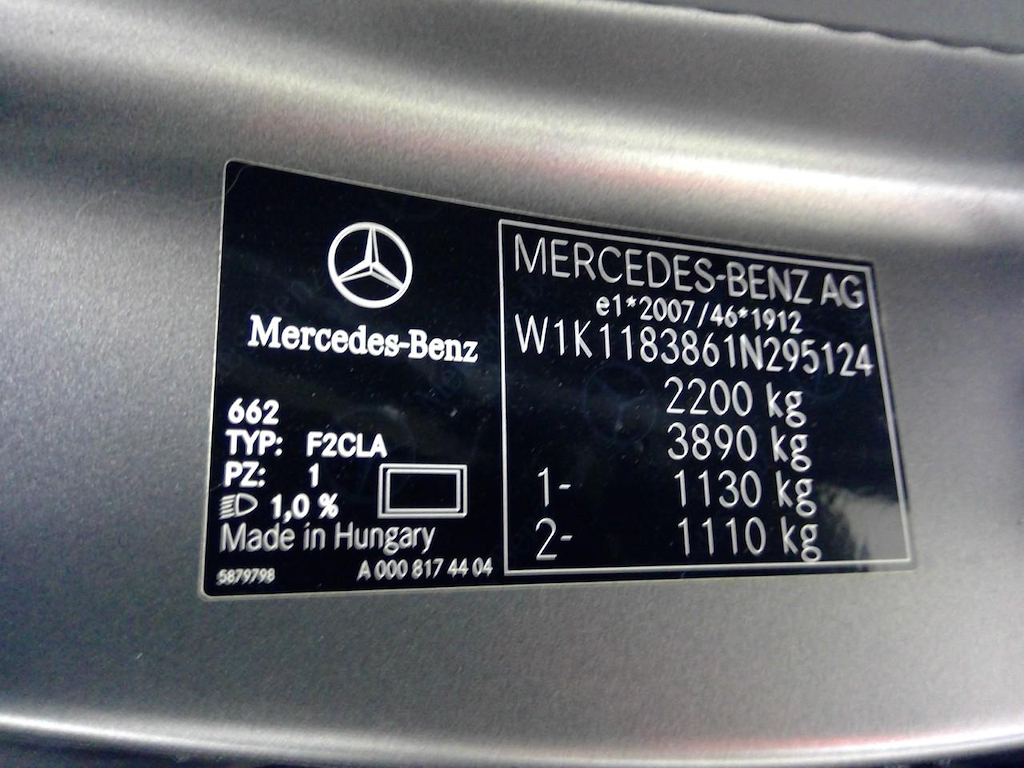 Mercedes-Benz
662
TYP: F2CLA
PZ: 1
1,0 %
Made in Hungary
5879798 A 000 817 44 04
MERCEDES-BENZ AG
e1*2007/46*1912
W1K1183861N295124
2200 kg
3890 kg
1- 1130 kg
2- 1110 kg